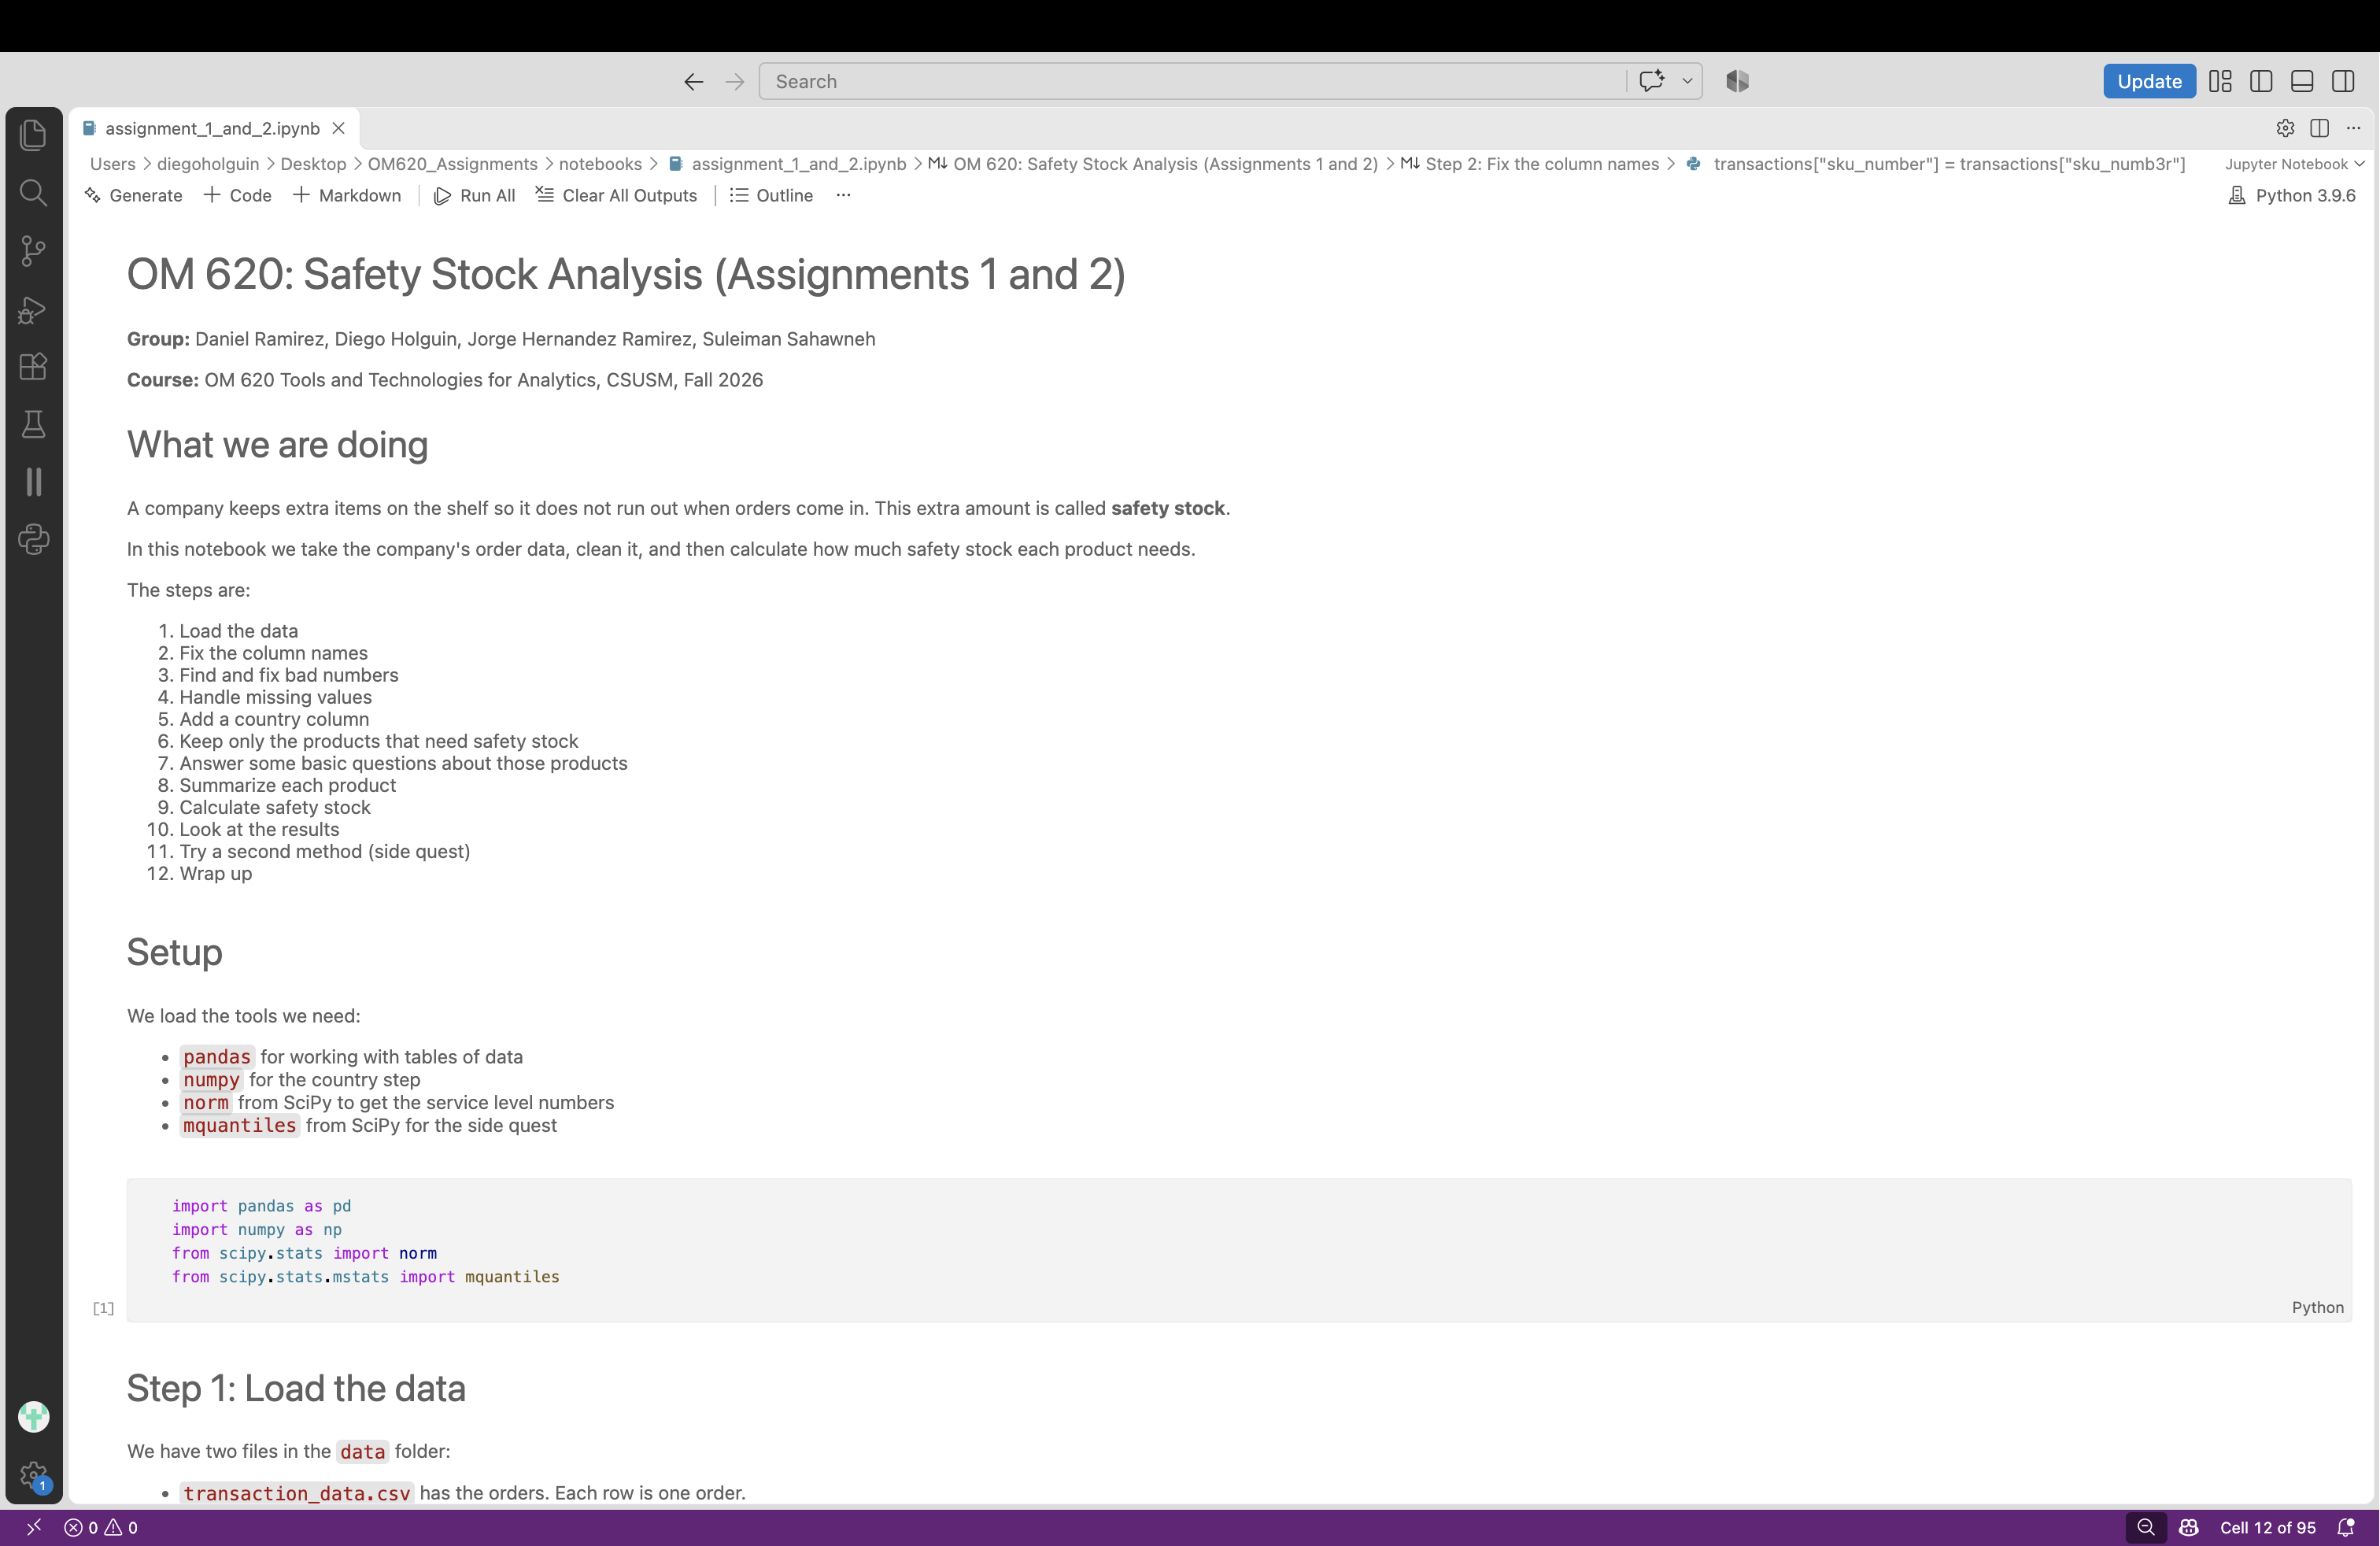 Search
Update
assignment_1_and_2.ipynb
Users > diegoholguin > Desktop > OM620_Assignments > notebooks > assignment_1_and_2.ipynb > M↓ OM 620: Safety Stock Analysis (Assignments 1 and 2) > M↓ Step 2: Fix the column names > transactions["sku_number"] = transactions["sku_numb3r"]
Jupyter Notebook
Generate + Code + Markdown Run All Clear All Outputs Outline ...
Python 3.9.6
OM 620: Safety Stock Analysis (Assignments 1 and 2)
Group: Daniel Ramirez, Diego Holguin, Jorge Hernandez Ramirez, Suleiman Sahawneh
Course: OM 620 Tools and Technologies for Analytics, CSUSM, Fall 2026
What we are doing
A company keeps extra items on the shelf so it does not run out when orders come in. This extra amount is called safety stock.
In this notebook we take the company's order data, clean it, and then calculate how much safety stock each product needs.
The steps are:
1. Load the data
2. Fix the column names
3. Find and fix bad numbers
4. Handle missing values
5. Add a country column
6. Keep only the products that need safety stock
7. Answer some basic questions about those products
8. Summarize each product
9. Calculate safety stock
10. Look at the results
11. Try a second method (side quest)
12. Wrap up
Setup
We load the tools we need:
• pandas for working with tables of data
• numpy for the country step
• norm from SciPy to get the service level numbers
• mquantiles from SciPy for the side quest
import pandas as pd
import numpy as np
from scipy.stats import norm
from scipy.stats.mstats import mquantiles
[1]
Python
Step 1: Load the data
We have two files in the data folder:
• transaction_data.csv has the orders. Each row is one order.
1
0 0
Cell 12 of 95